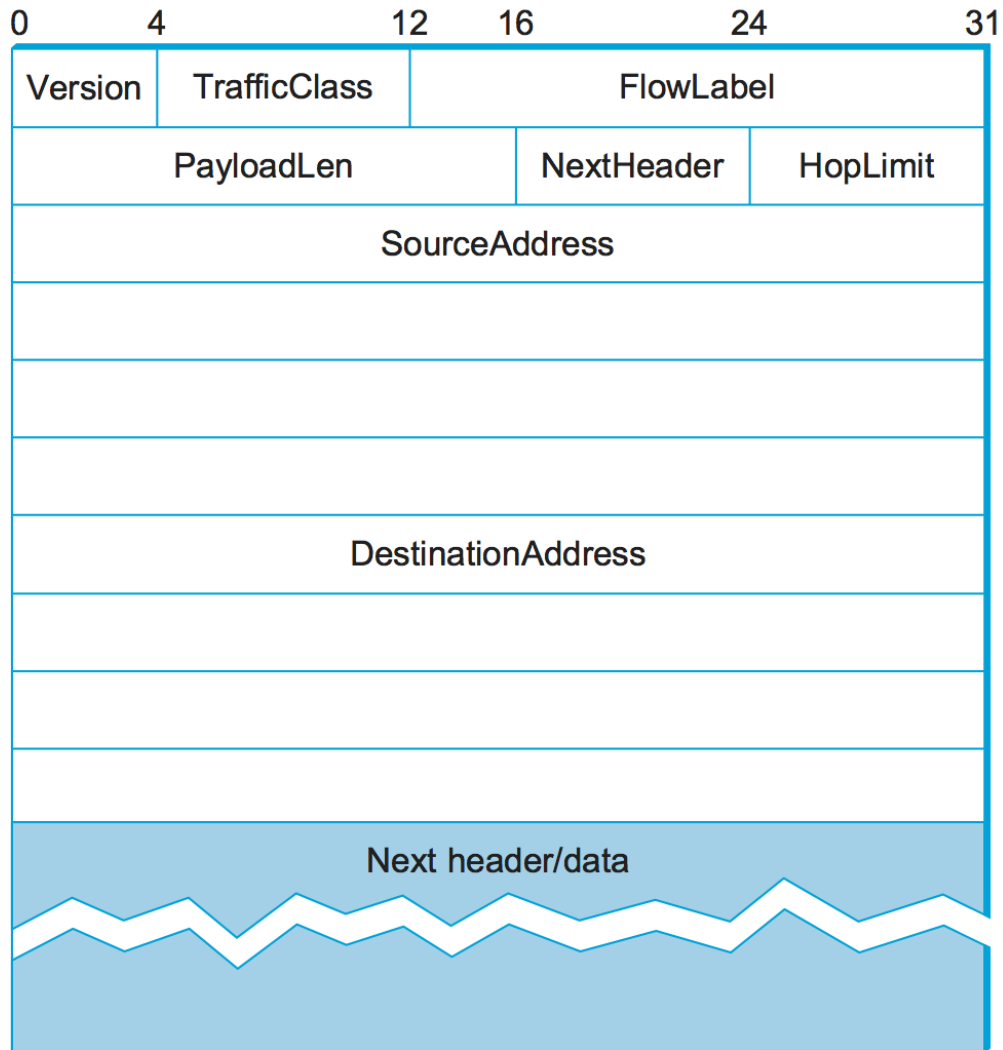 0 4 12 16 24 31
Version TrafficClass FlowLabel
PayloadLen NextHeader HopLimit
SourceAddress
DestinationAddress
Next header/data